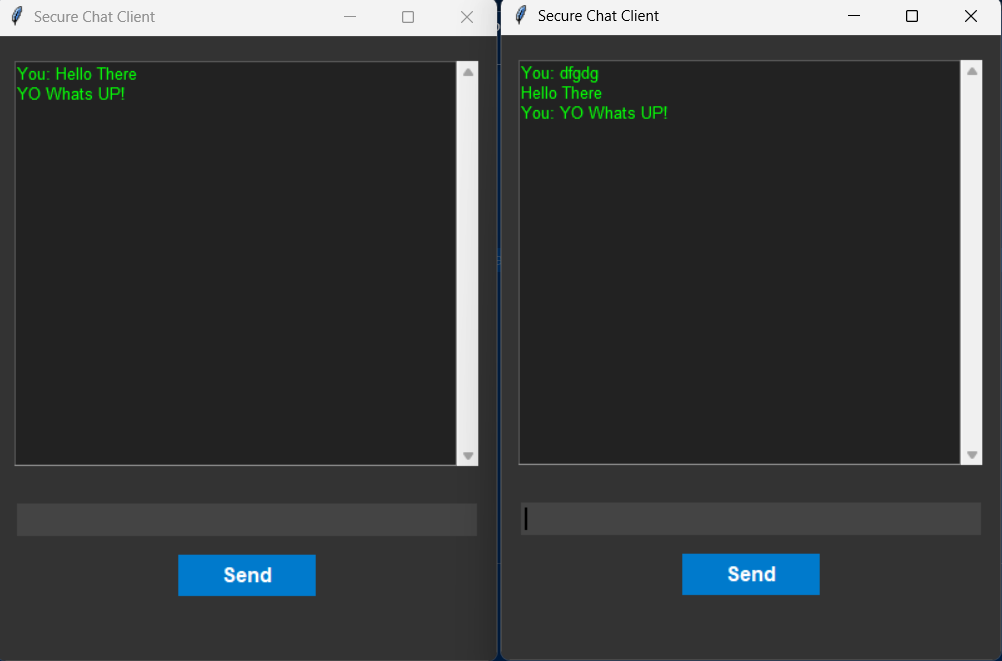 Secure Chat Client
You: Hello There
YO Whats UP!
Send
Secure Chat Client
You: dfgdg
Hello There
You: YO Whats UP!
Send